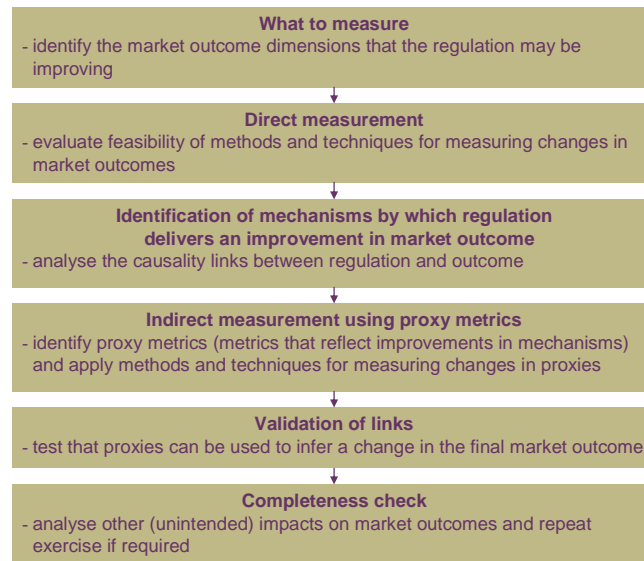 What to measure
- identify the market outcome dimensions that the regulation may be
improving
Direct measurement
- evaluate feasibility of methods and techniques for measuring changes in
market outcomes
Identification of mechanisms by which regulation
delivers an improvement in market outcome
- analyse the causality links between regulation and outcome
Indirect measurement using proxy metrics
- identify proxy metrics (metrics that reflect improvements in mechanisms)
and apply methods and techniques for measuring changes in proxies
Validation of links
- test that proxies can be used to infer a change in the final market outcome
Completeness check
- analyse other (unintended) impacts on market outcomes and repeat
exercise if required